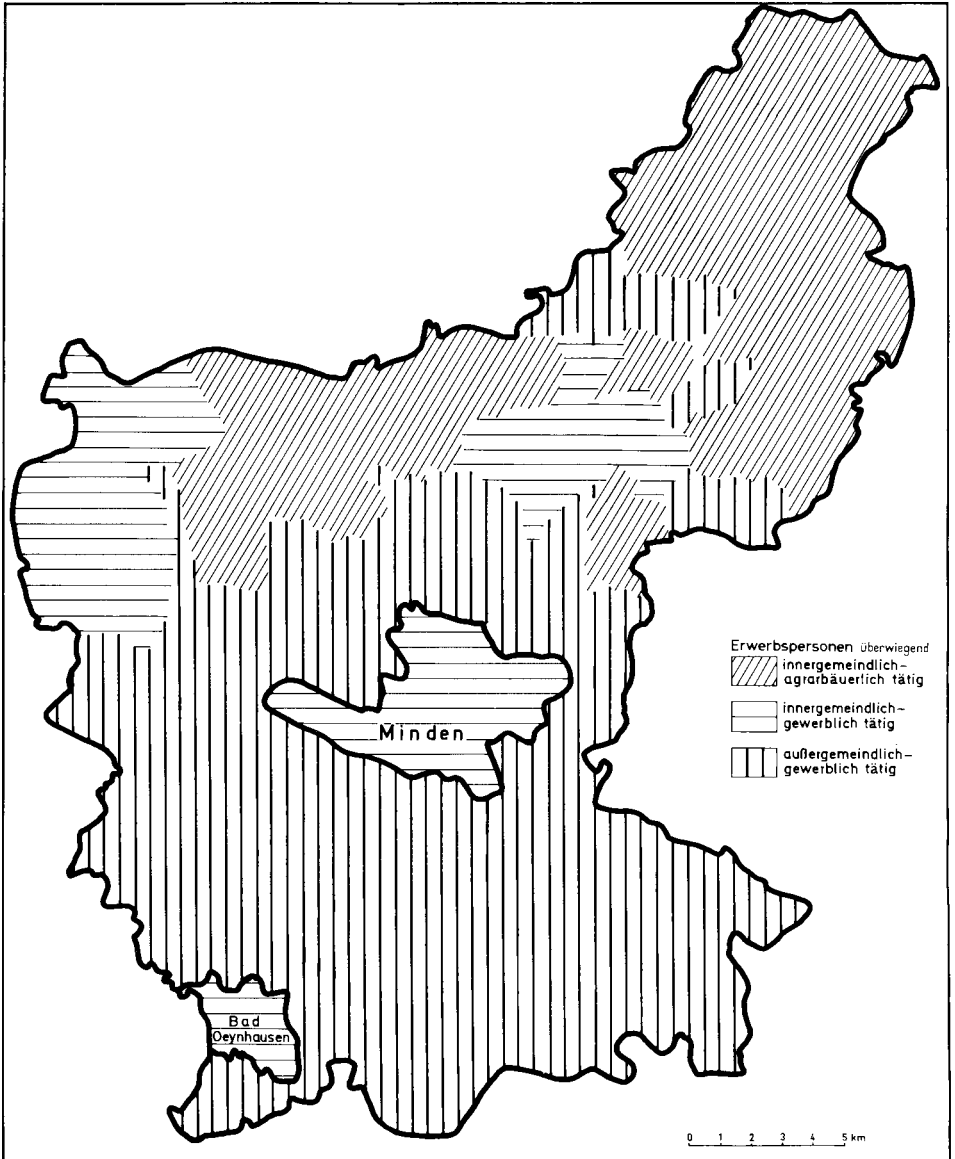 Erwerbspersonen überwiegend
innergemeindlich-
agrarbäuerlich tätig
innergemeindlich-
gewerblich tätig
außergemeindlich-
gewerblich tätig
Minden
Bad
Oeynhausen
0 1 2 3 4 5 km